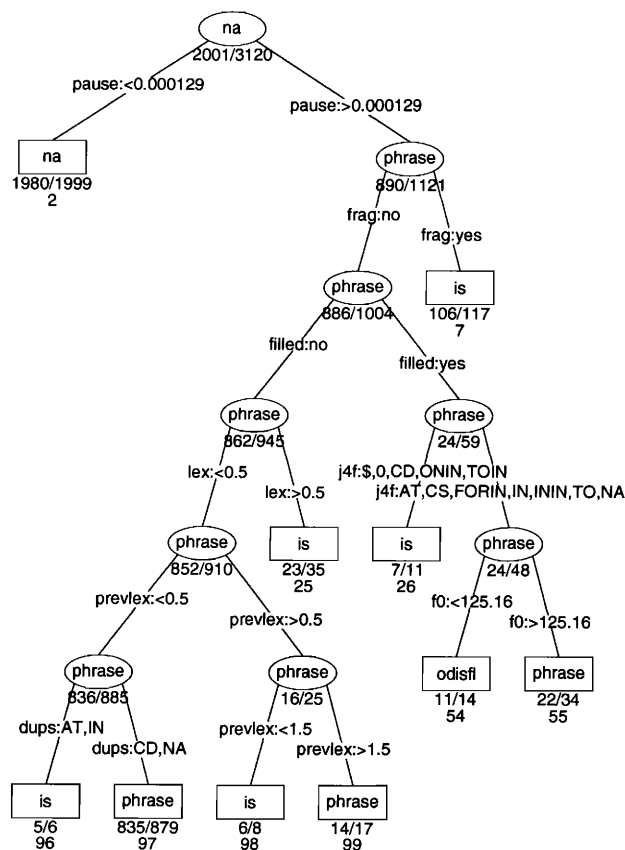 na
2001/3120
pause:<0.000129
pause:>0.000129
na
1980/1999
2
phrase
890/1121
frag:no
frag:yes
phrase
886/1004
is
106/117
7
filled:no
filled:yes
phrase
862/945
phrase
24/59
lex:<0.5
lex:>0.5
j4f:$,0,CD,ONIN,TOIN
j4f:AT,CS,FORIN,IN,ININ,TO,NA
phrase
852/910
is
23/35
25
is
7/11
26
phrase
24/48
prevlex:<0.5
prevlex:>0.5
f0:<125.16
f0:>125.16
phrase
836/885
phrase
16/25
odisfl
11/14
54
phrase
22/34
55
dups:AT,IN
dups:CD,NA
prevlex:<1.5
prevlex:>1.5
is
5/6
96
phrase
835/879
97
is
6/8
98
phrase
14/17
99